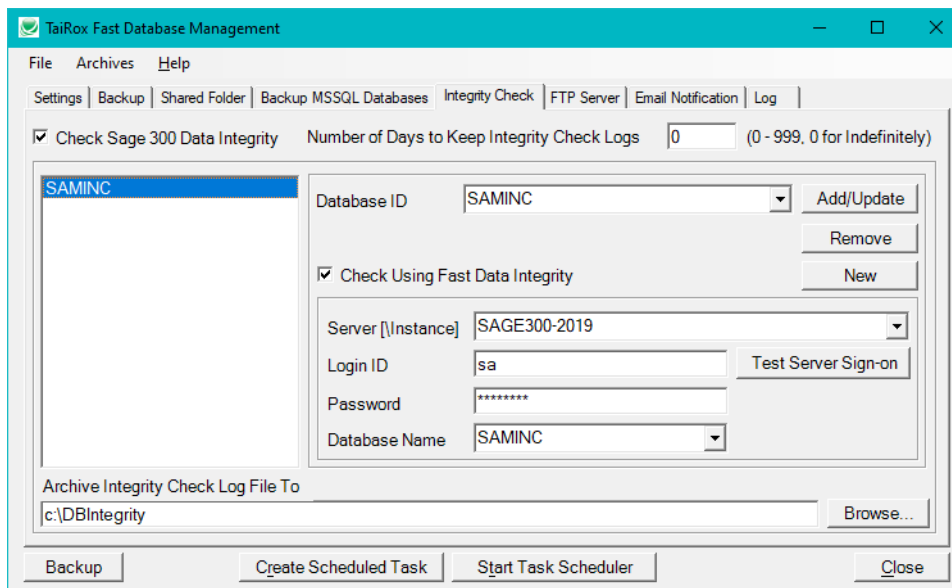 TaiRox Fast Database Management
File Archives Help
Settings Backup Shared Folder Backup MSSQL Databases Integrity Check FTP Server Email Notification Log
Check Sage 300 Data Integrity Number of Days to Keep Integrity Check Logs 0 (0 - 999, 0 for Indefinitely)
SAMINC
Database ID SAMINC Add/Update
Remove
Check Using Fast Data Integrity New
Server [\Instance] SAGE300-2019
Login ID sa Test Server Sign-on
Password ********
Database Name SAMINC
Archive Integrity Check Log File To
c:\DBIntegrity Browse...
Backup Create Scheduled Task Start Task Scheduler Close